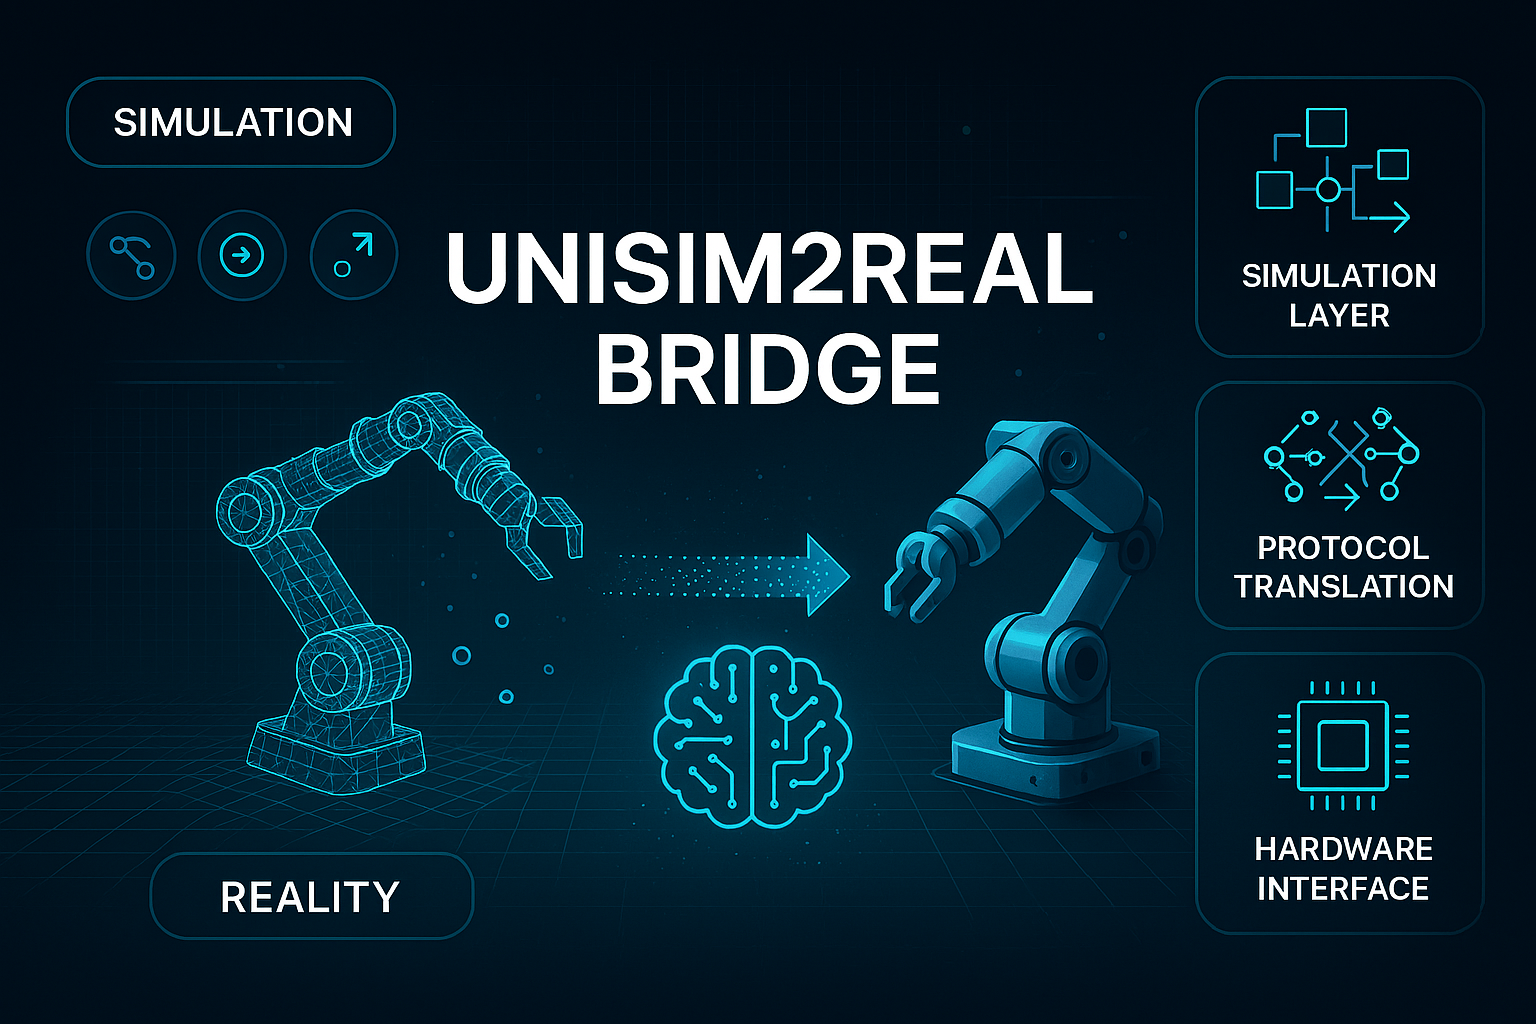 SIMULATION
UNISIM2REAL
BRIDGE
REALITY
SIMULATION
LAYER
PROTOCOL
TRANSLATION
HARDWARE
INTERFACE